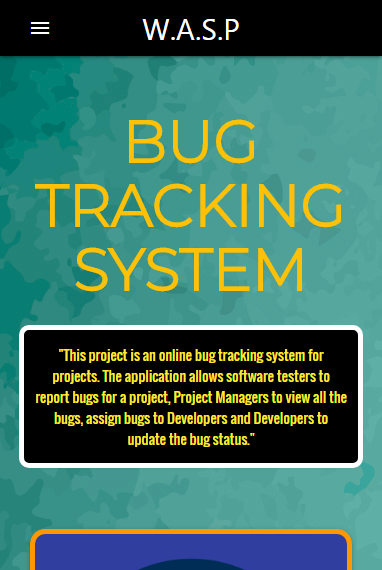 W.A.S.P
BUG
TRACKING
SYSTEM
"This project is an online bug tracking system for
projects. The application allows software testers to
report bugs for a project, Project Managers to view all the
bugs, assign bugs to Developers and Developers to
update the bug status."